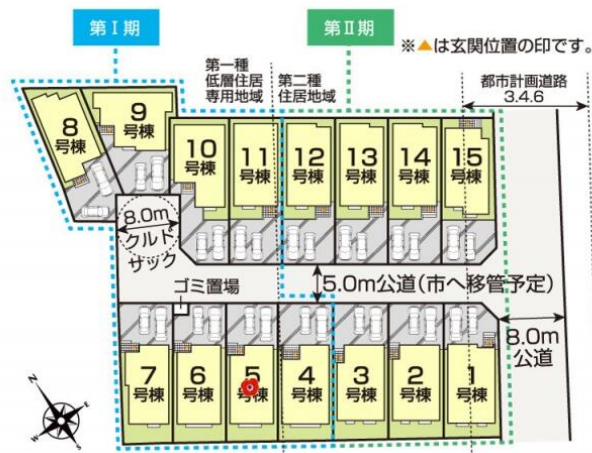 第Ⅰ期
第Ⅱ期
※▲は玄関位置の印です。
第一種
低層住居
専用地域
第二種
住居地域
都市計画道路
3.4.6
8
号棟
9
号棟
10
号棟
11
号棟
12
号棟
13
号棟
14
号棟
15
号棟
8.0m
クルド
サック
ゴミ置場
5.0m公道(市へ移管予定)
8.0m
公道
7
号棟
6
号棟
5
号棟
4
号棟
3
号棟
2
号棟
1
号棟
N
E
W
S